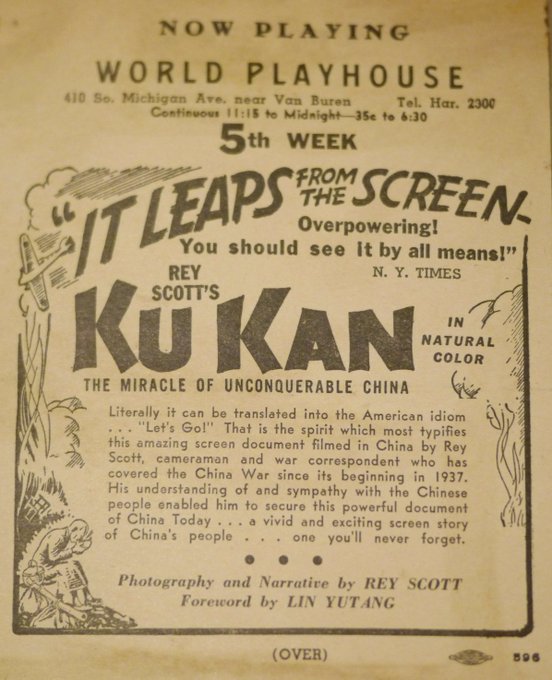 NOW PLAYING
WORLD PLAYHOUSE
410 So. Michigan Ave. near Van Buren Tel. Har. 2300
Continuous 11:15 to Midnight—35c to 6:30
5th WEEK
"IT LEAPS FROM THE SCREEN-
Overpowering!
You should see it by all means!"
N. Y. TIMES
REY
SCOTT'S
KU KAN
IN
NATURAL
COLOR
THE MIRACLE OF UNCONQUERABLE CHINA
Literally it can be translated into the American idiom
. . . "Let's Go!" That is the spirit which most typifies
this amazing screen document filmed in China by Rey
Scott, cameraman and war correspondent who has
covered the China War since its beginning in 1937.
His understanding of and sympathy with the Chinese
people enabled him to secure this powerful document
of China Today . . . a vivid and exciting screen story
of China's people . . . one you'll never forget.
Photography and Narrative by REY SCOTT
Foreword by LIN YUTANG
(OVER)
596